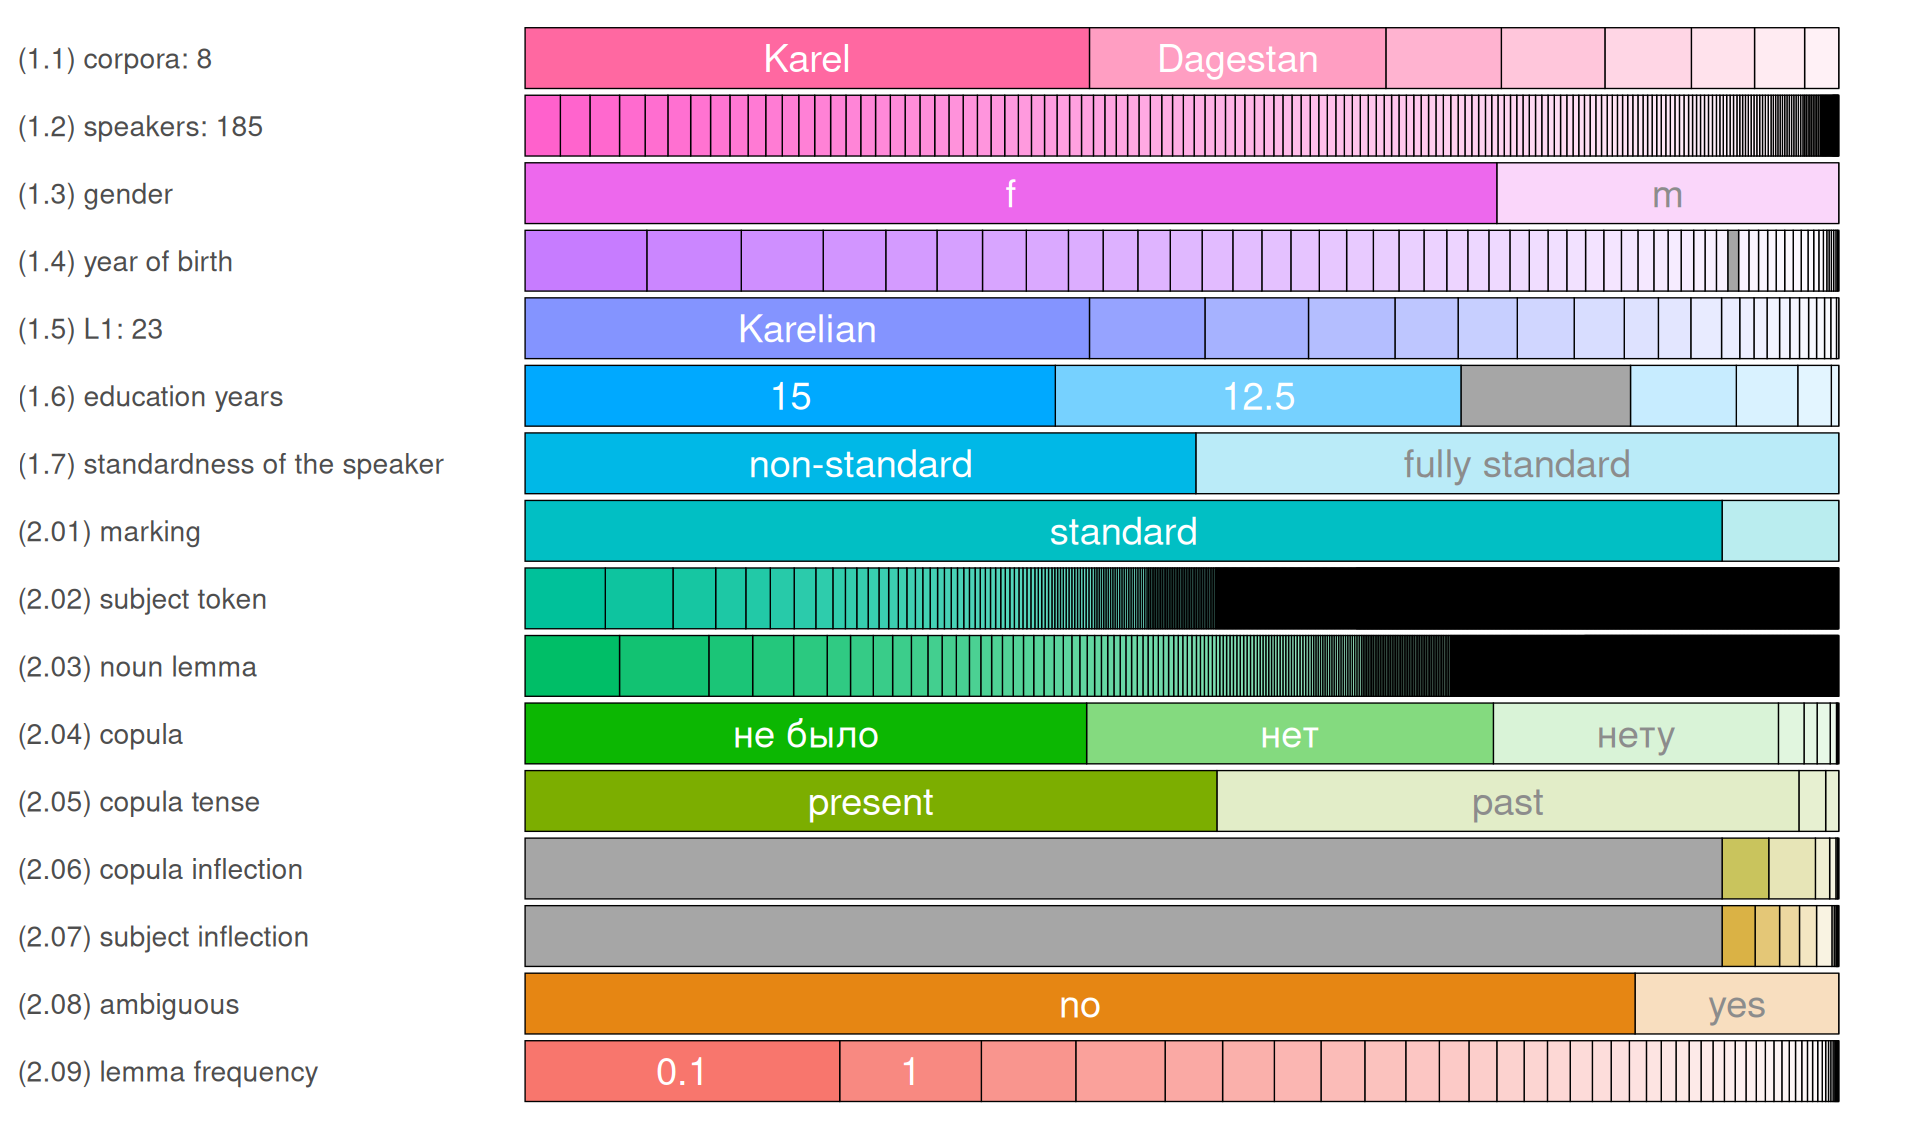 (1.1) corpora: 8 Karel Dagestan
(1.2) speakers: 185
(1.3) gender f m
(1.4) year of birth
(1.5) L1: 23 Karelian
(1.6) education years 15 12.5
(1.7) standardness of the speaker non-standard fully standard
(2.01) marking standard
(2.02) subject token
(2.03) noun lemma
(2.04) copula не было нет нету
(2.05) copula tense present past
(2.06) copula inflection
(2.07) subject inflection
(2.08) ambiguous no yes
(2.09) lemma frequency 0.1 1